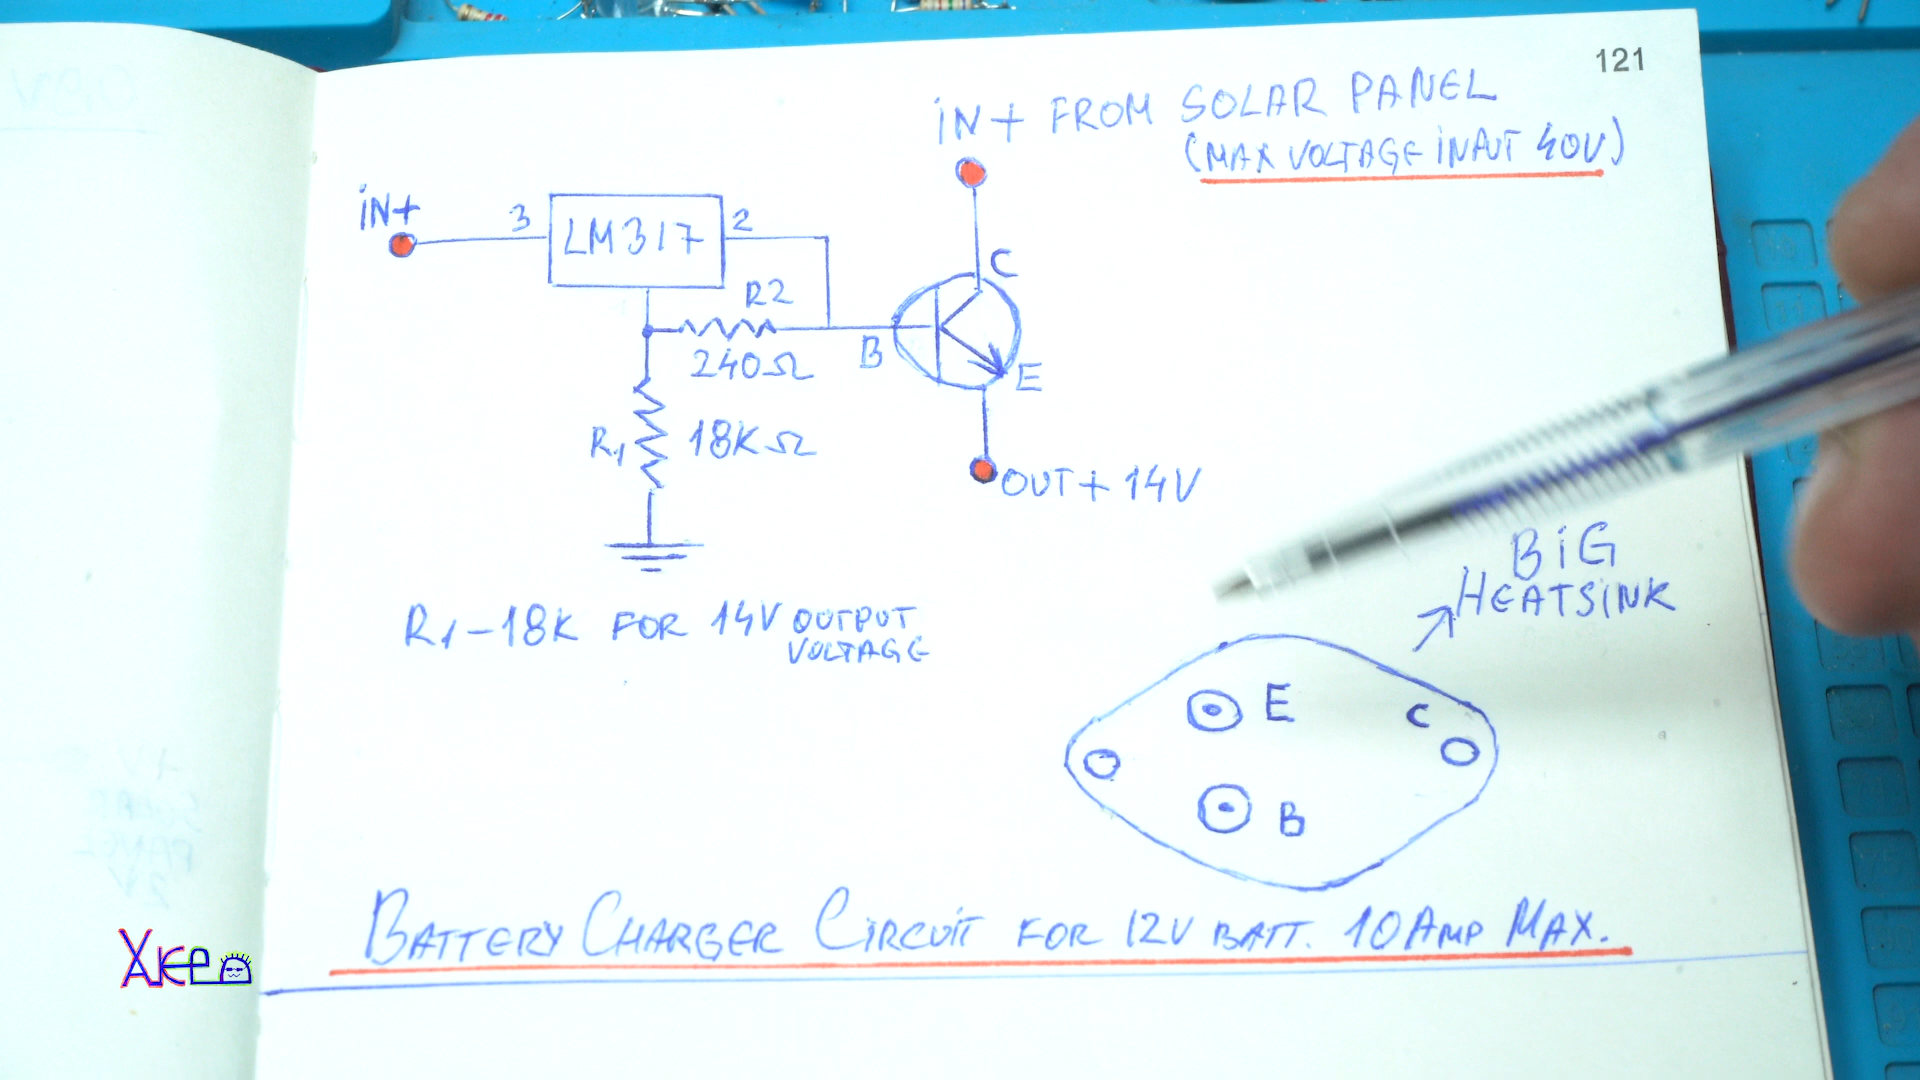 121
iN+ FROM SOLAR PANEL
(MAX VOLTAGE INPUT 40V)
iN+
3
LM317
2
R2
240Ω
B
C
E
R1
18KΩ
OUT+ 14V
R1-18K FOR 14V OUTPUT
VOLTAGE
BiG
HEATSiNK
E
C
B
BATTERY CHARGER CIRCUIT FOR 12V BATT. 10AMP MAX.